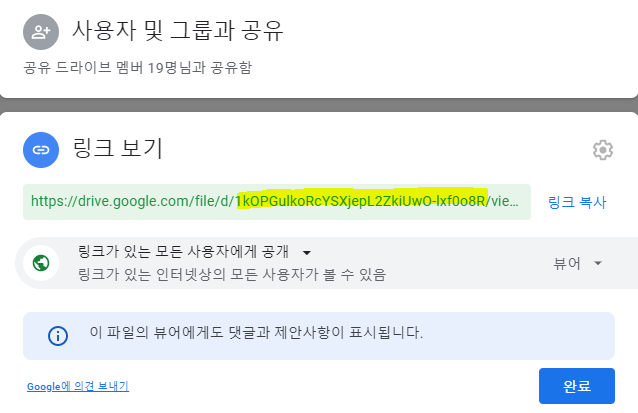 사용자 및 그룹과 공유
공유 드라이브 멤버 19명님과 공유함
링크 보기
https://drive.google.com/file/d/1kOPGulkoRcYSXjepL2ZkiUwO-lxf0o8R/vie...
링크 복사
링크가 있는 모든 사용자에게 공개
링크가 있는 인터넷상의 모든 사용자가 볼 수 있음
뷰어
이 파일의 뷰어에게도 댓글과 제안사항이 표시됩니다.
Google에 의견 보내기
완료